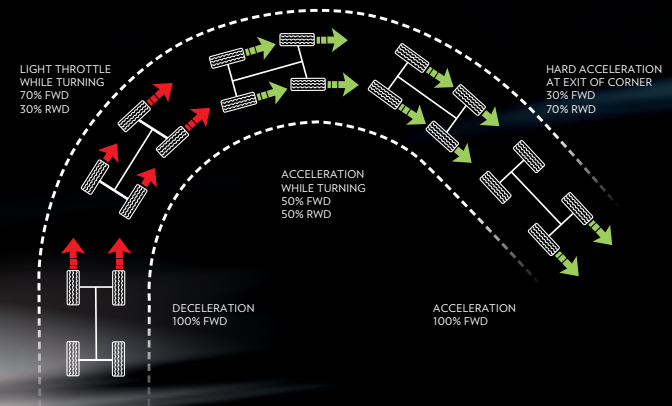 LIGHT THROTTLE
WHILE TURNING
70% FWD
30% RWD
HARD ACCELERATION
AT EXIT OF CORNER
30% FWD
70% RWD
ACCELERATION
WHILE TURNING
50% FWD
50% RWD
DECELERATION
100% FWD
ACCELERATION
100% FWD